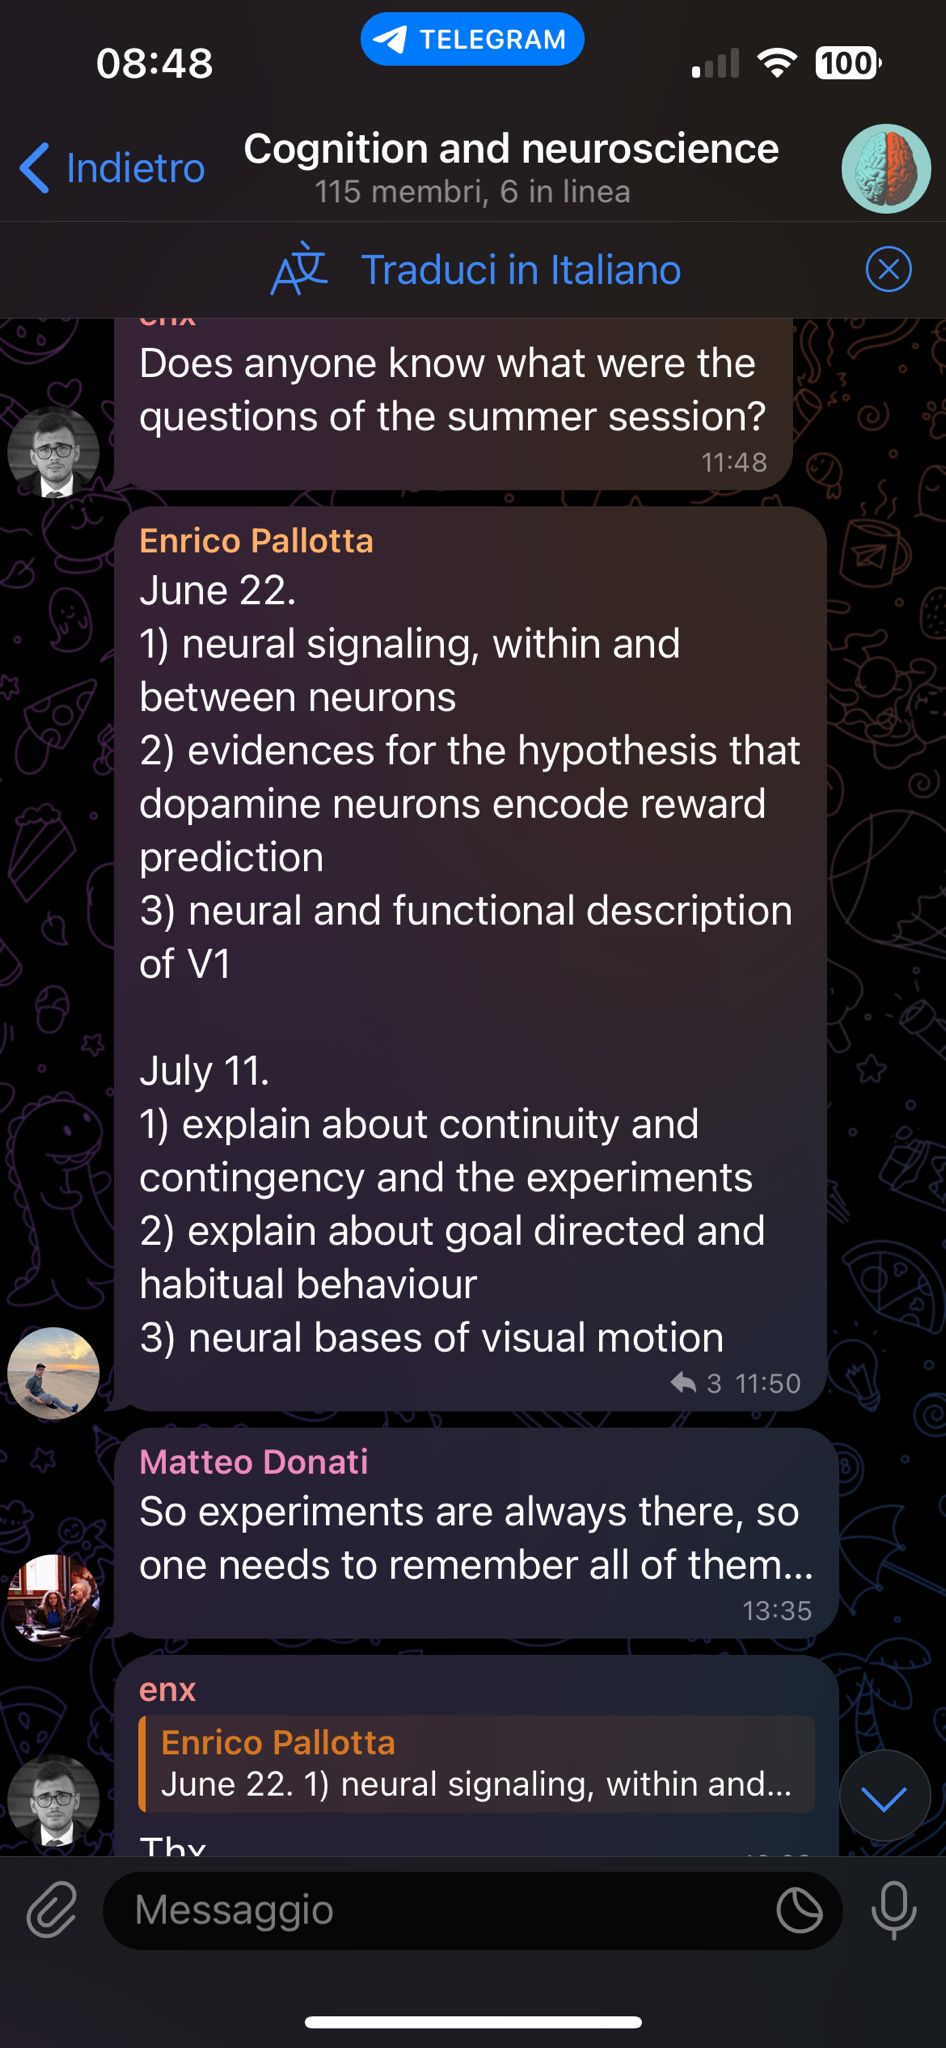 08:48
TELEGRAM
100
Indietro
Cognition and neuroscience
115 membri, 6 in linea
Traduci in Italiano
enx
Does anyone know what were the
questions of the summer session?
11:48
Enrico Pallotta
June 22.
1) neural signaling, within and
between neurons
2) evidences for the hypothesis that
dopamine neurons encode reward
prediction
3) neural and functional description
of V1
July 11.
1) explain about continuity and
contingency and the experiments
2) explain about goal directed and
habitual behaviour
3) neural bases of visual motion
3 11:50
Matteo Donati
So experiments are always there, so
one needs to remember all of them...
13:35
enx
Enrico Pallotta
June 22. 1) neural signaling, within and...
Thx
Messaggio